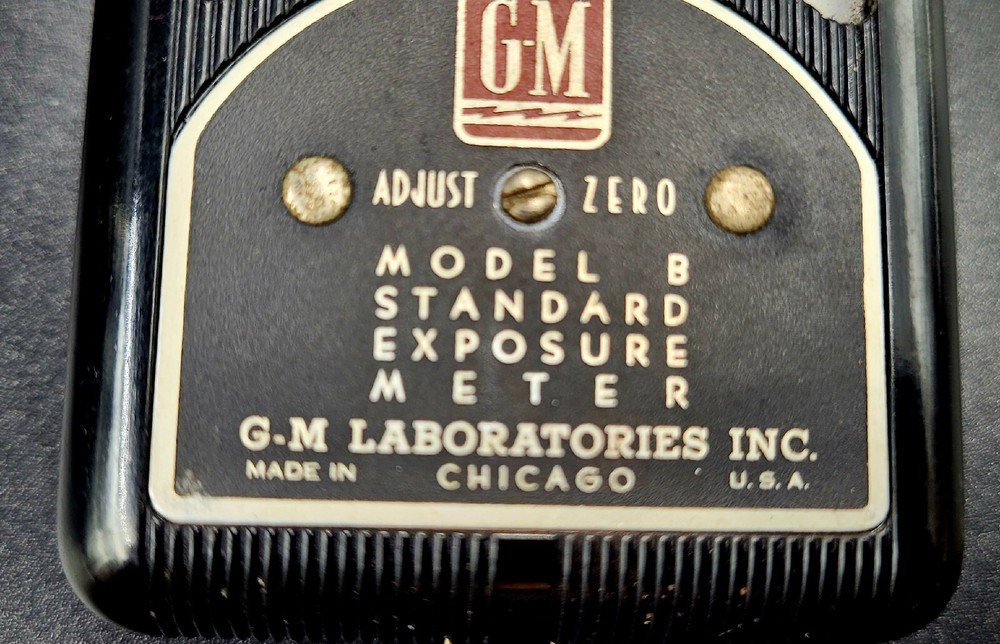 G-M
ADJUST ZERO
MODEL B
STANDARD
EXPOSURE
METER
G-M LABORATORIES INC.
MADE IN CHICAGO U.S.A.